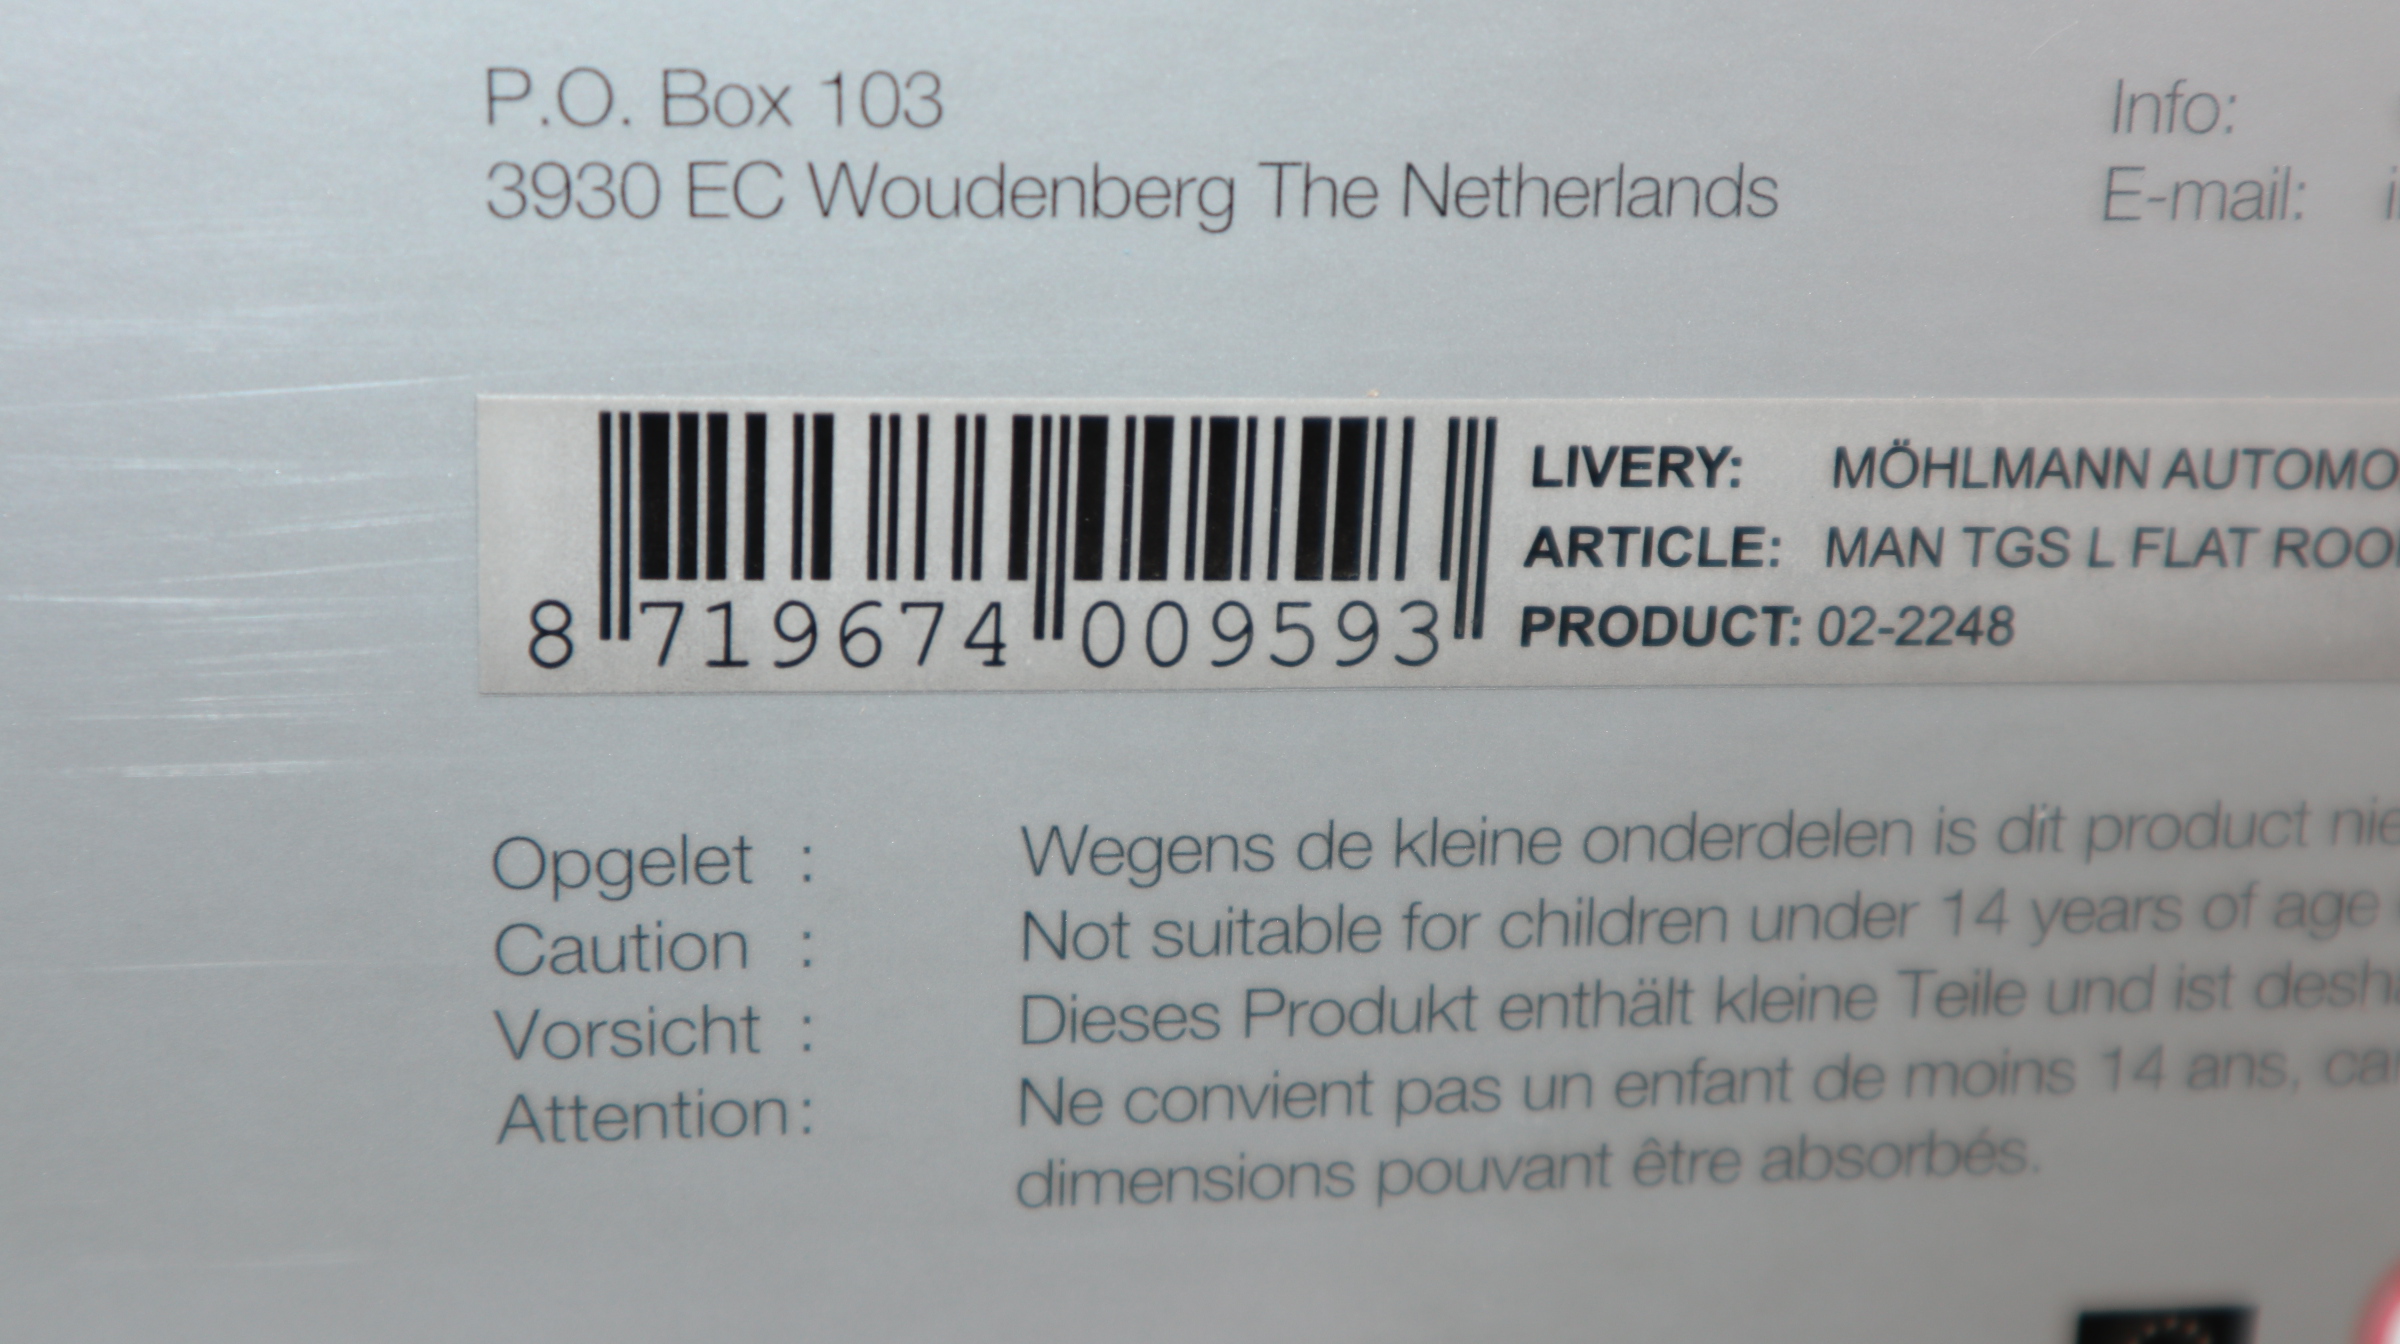 P.O. Box 103
3930 EC Woudenberg The Netherlands
Info:
E-mail:
LIVERY: MÖHLMANN AUTOMO
ARTICLE: MAN TGS L FLAT ROO
PRODUCT: 02-2248
8 719674 009593
Opgelet : Wegens de kleine onderdelen is dit product nie
Caution : Not suitable for children under 14 years of age
Vorsicht : Dieses Produkt enthält kleine Teile und ist desh
Attention: Ne convient pas un enfant de moins 14 ans, ca
dimensions pouvant être absorbés.